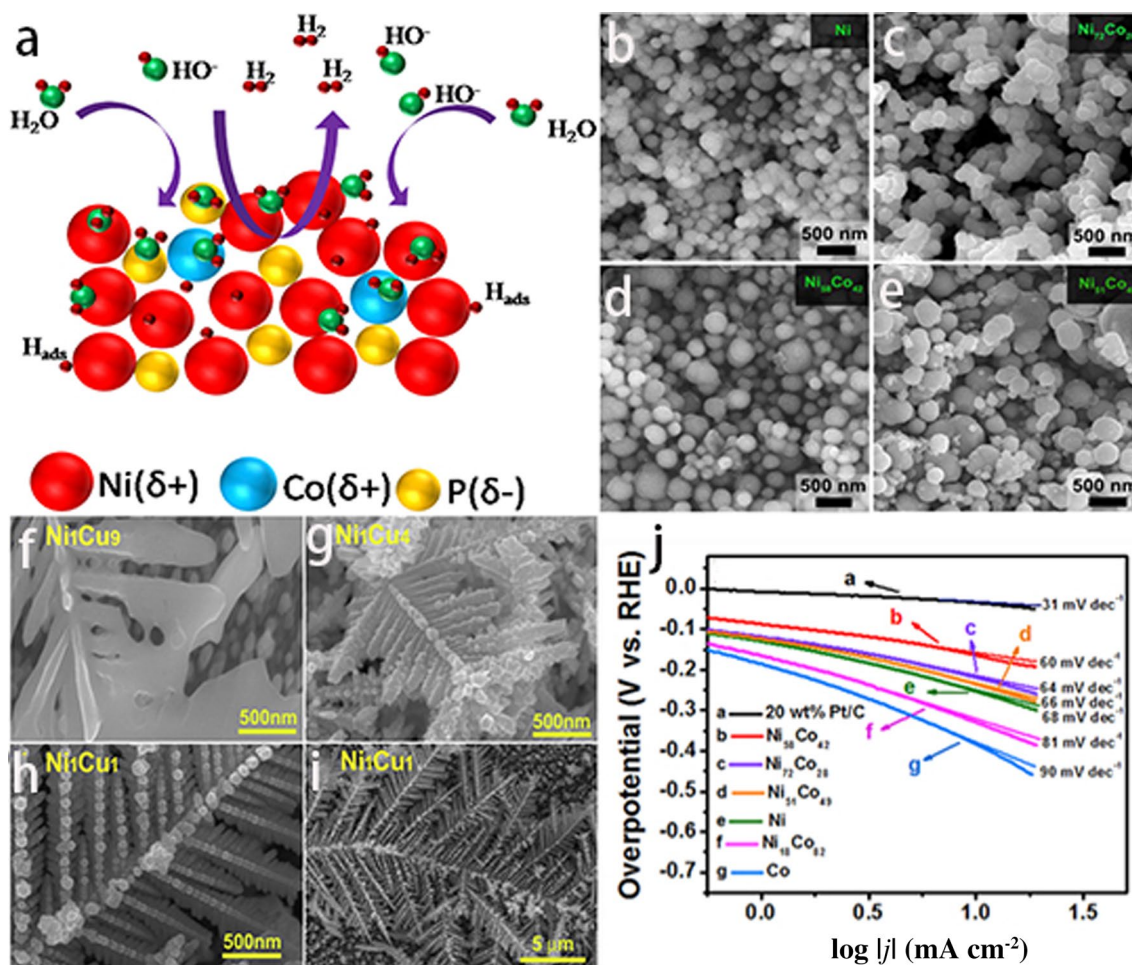 a
H₂
H₂
H₂
HO⁻
HO⁻
HO⁻
H₂O
H₂O
H_ads
H_ads
Ni(δ+)
Co(δ+)
P(δ-)
b
Ni
500 nm
c
500 nm
d
Ni₅₈Co₄₂
500 nm
e
500 nm
f
Ni₁Cu₉
500nm
g
Ni₁Cu₄
500nm
h
Ni₁Cu₁
500nm
i
Ni₁Cu₁
5 μm
j
Overpotential (V vs. RHE)
0.0
-0.1
-0.2
-0.3
-0.4
-0.5
-0.6
-0.7
a
b
c
d
e
f
g
31 mV dec⁻¹
60 mV dec⁻¹
64 mV dec⁻¹
66 mV dec⁻¹
68 mV dec⁻¹
81 mV dec⁻¹
90 mV dec⁻¹
a 20 wt% Pt/C
b Ni₅₈Co₄₂
c Ni₇₂Co₂₈
d Ni₅₁Co₄₉
e Ni
f Ni₁₈Co₈₂
g Co
0.0
0.5
1.0
1.5
log |j| (mA cm⁻²)